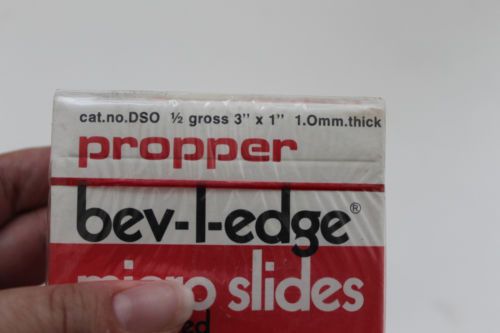 cat.no.DSO ½ gross 3" x 1" 1.0mm.thick
propper
bev-l-edge®
micro slides